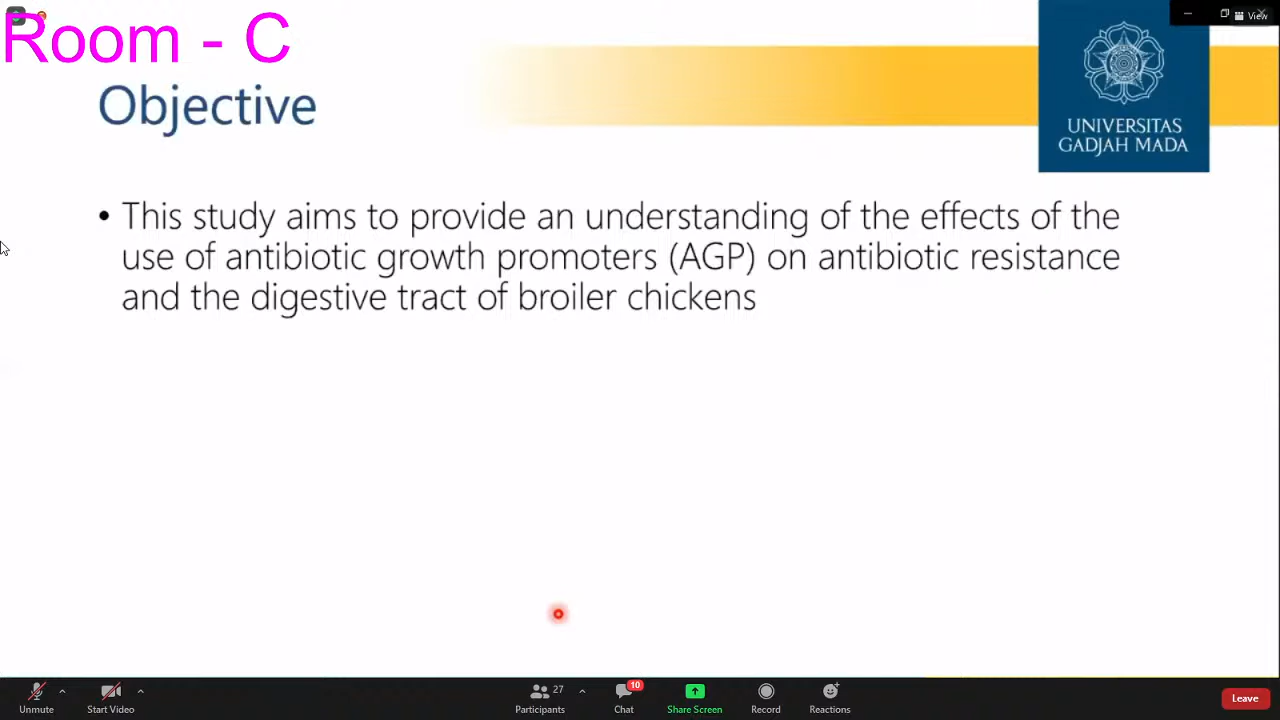 Room - C
View
Objective
UNIVERSITAS
GADJAH MADA
• This study aims to provide an understanding of the effects of the
use of antibiotic growth promoters (AGP) on antibiotic resistance
and the digestive tract of broiler chickens
27
10
Unmute
Start Video
Participants
Chat
Share Screen
Record
Reactions
Leave